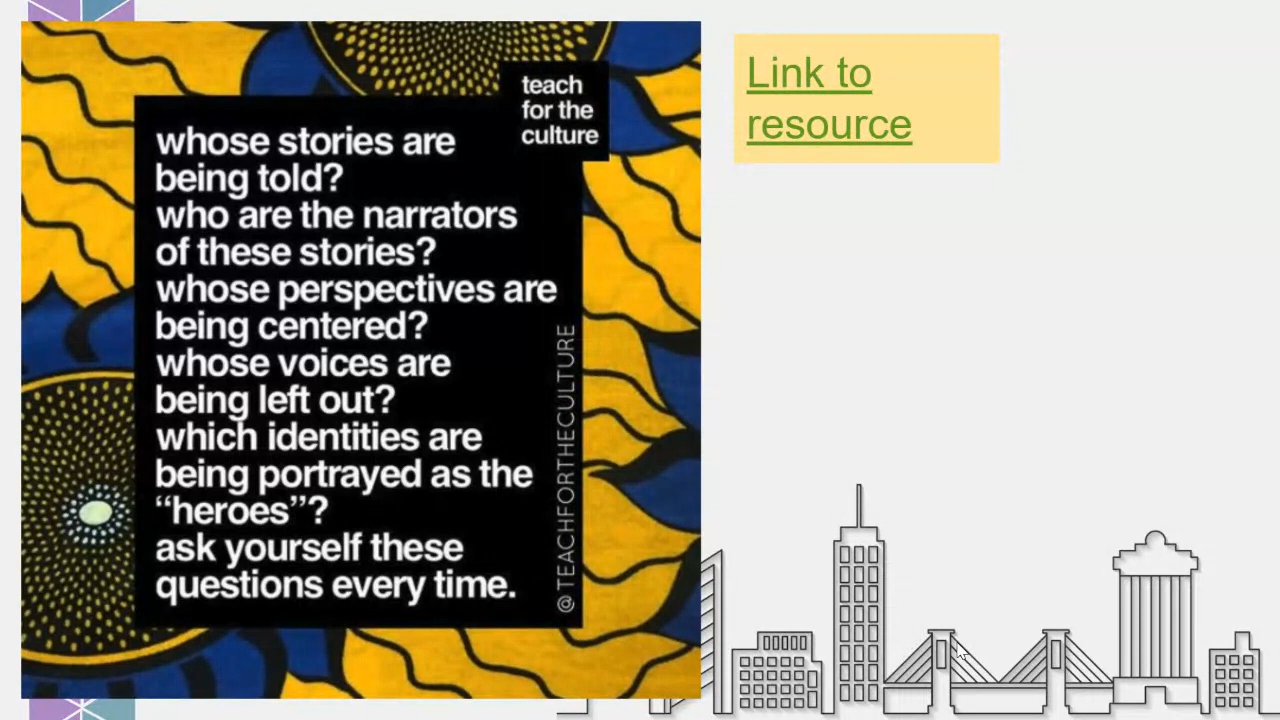 teach
for the
culture
whose stories are
being told?
who are the narrators
of these stories?
whose perspectives are
being centered?
whose voices are
being left out?
which identities are
being portrayed as the
“heroes”?
ask yourself these
questions every time.
@TEACHFORTHECULTURE
Link to
resource